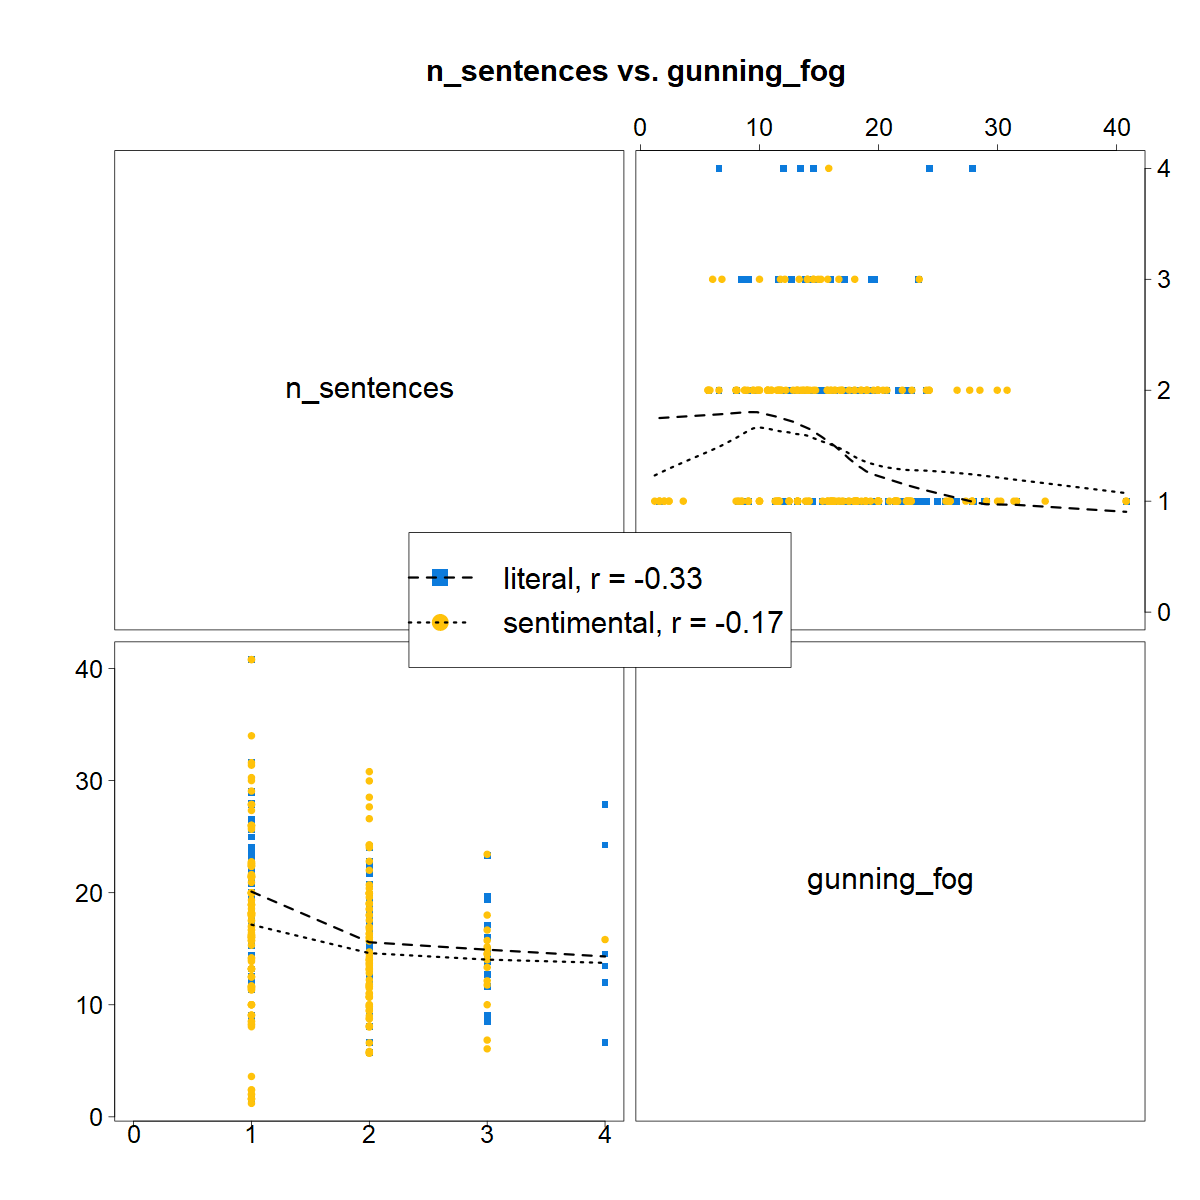 n_sentences vs. gunning_fog
0 10 20 30 40
n_sentences
4
3
2
1
0
literal, r = -0.33
sentimental, r = -0.17
40
30
20
10
0
gunning_fog
0 1 2 3 4